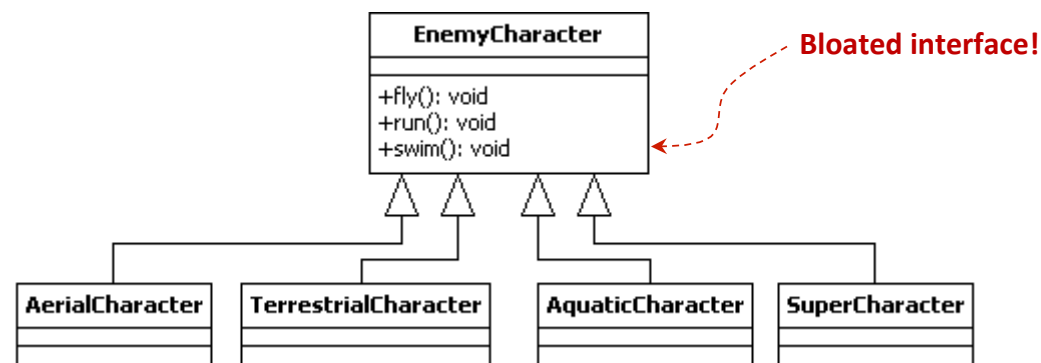 EnemyCharacter
Bloated interface!
+fly(): void
+run(): void
+swim(): void
AerialCharacter
TerrestrialCharacter
AquaticCharacter
SuperCharacter